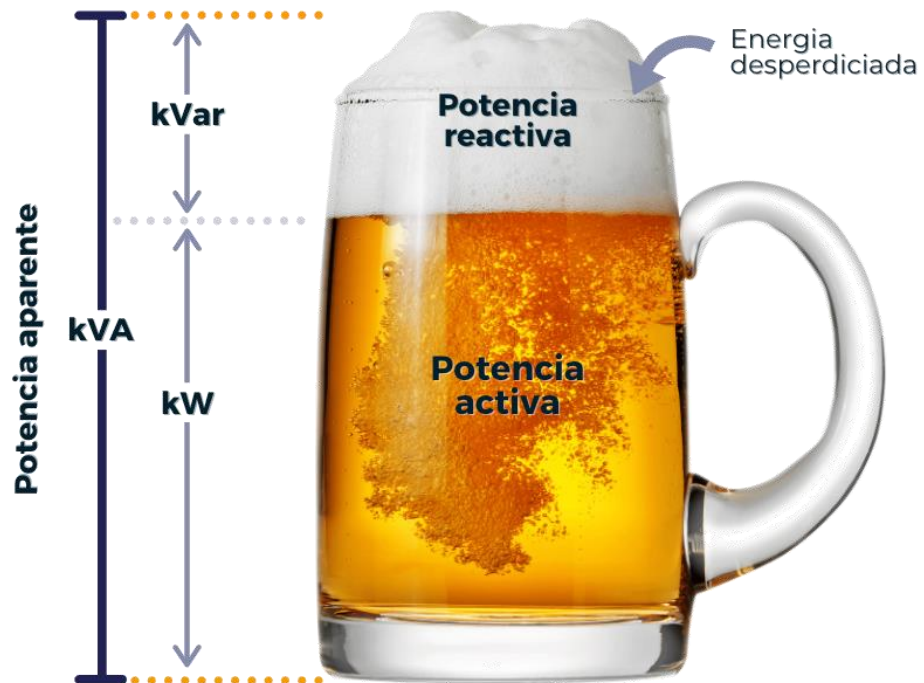 Energia
desperdiciada
kVar
Potencia
reactiva
Potencia aparente
kVA
kW
Potencia
activa